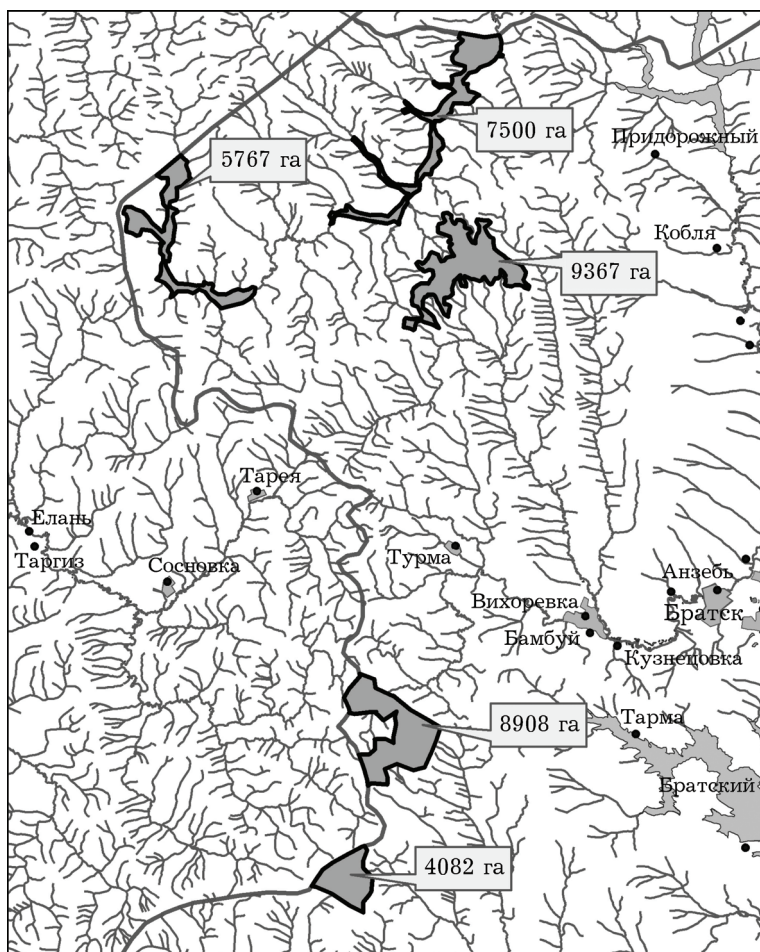 7500 га
Придорожный
5767 га
Кобля
9367 га
Тарея
Елань
Таргиз
Сосновка
Турма
Анзебь
Вихоревка
Братск
Бамбуй
Кузнецовка
8908 га
Тарма
Братский
4082 га